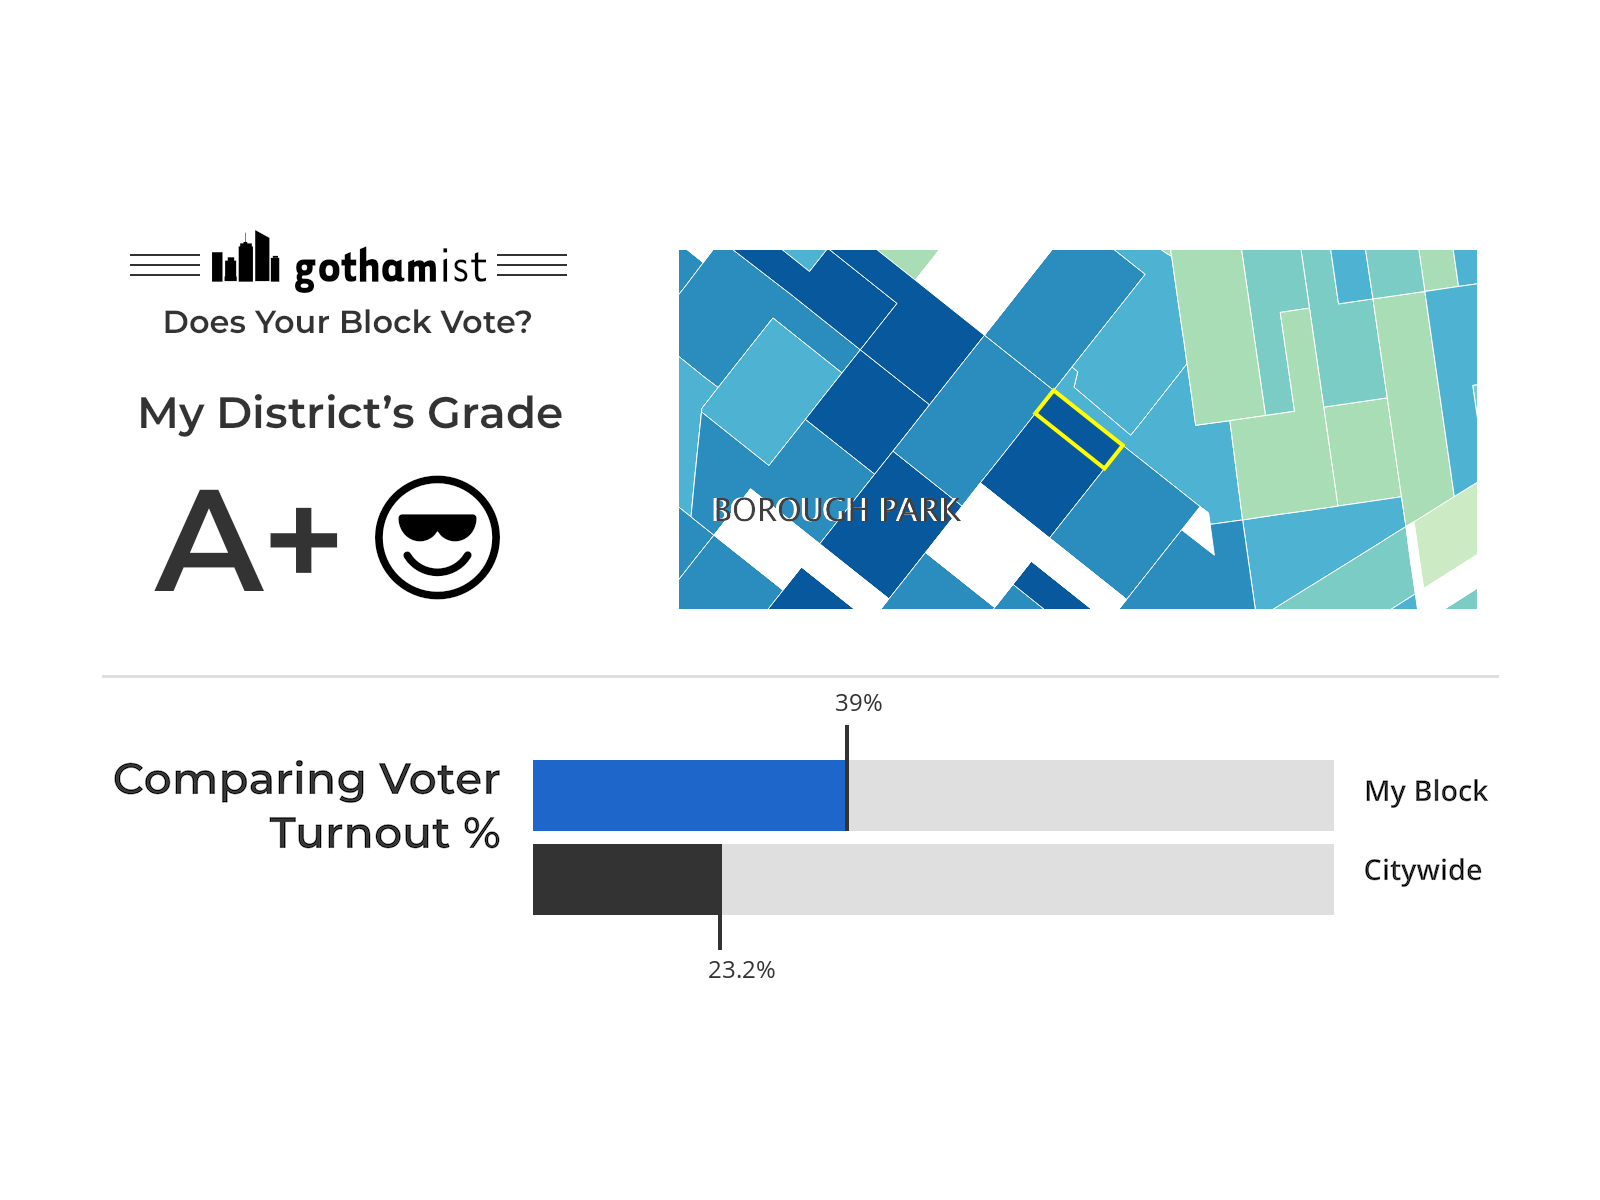 gothamist
Does Your Block Vote?
My District’s Grade
A+
BOROUGH PARK
39%
Comparing Voter
Turnout %
My Block
Citywide
23.2%